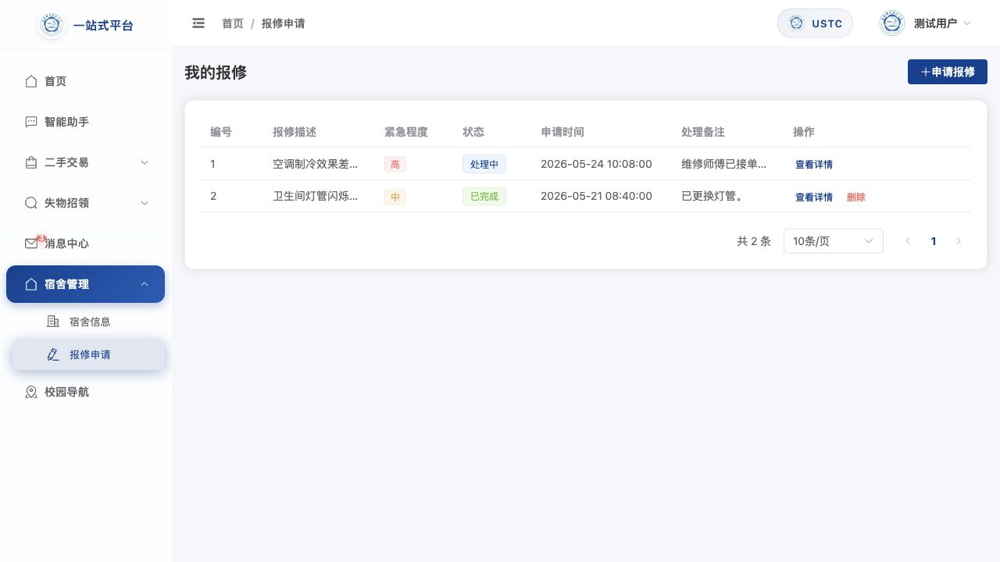 一站式平台
首页 / 报修申请
USTC
测试用户
首页
智能助手
二手交易
失物招领
3
消息中心
宿舍管理
宿舍信息
报修申请
校园导航
我的报修
申请报修
编号 报修描述 紧急程度 状态 申请时间 处理备注 操作
1 空调制冷效果差... 高 处理中 2026-05-24 10:08:00 维修师傅已接单... 查看详情
2 卫生间灯管闪烁... 中 已完成 2026-05-21 08:40:00 已更换灯管。 查看详情 删除
共 2 条 10条/页 1